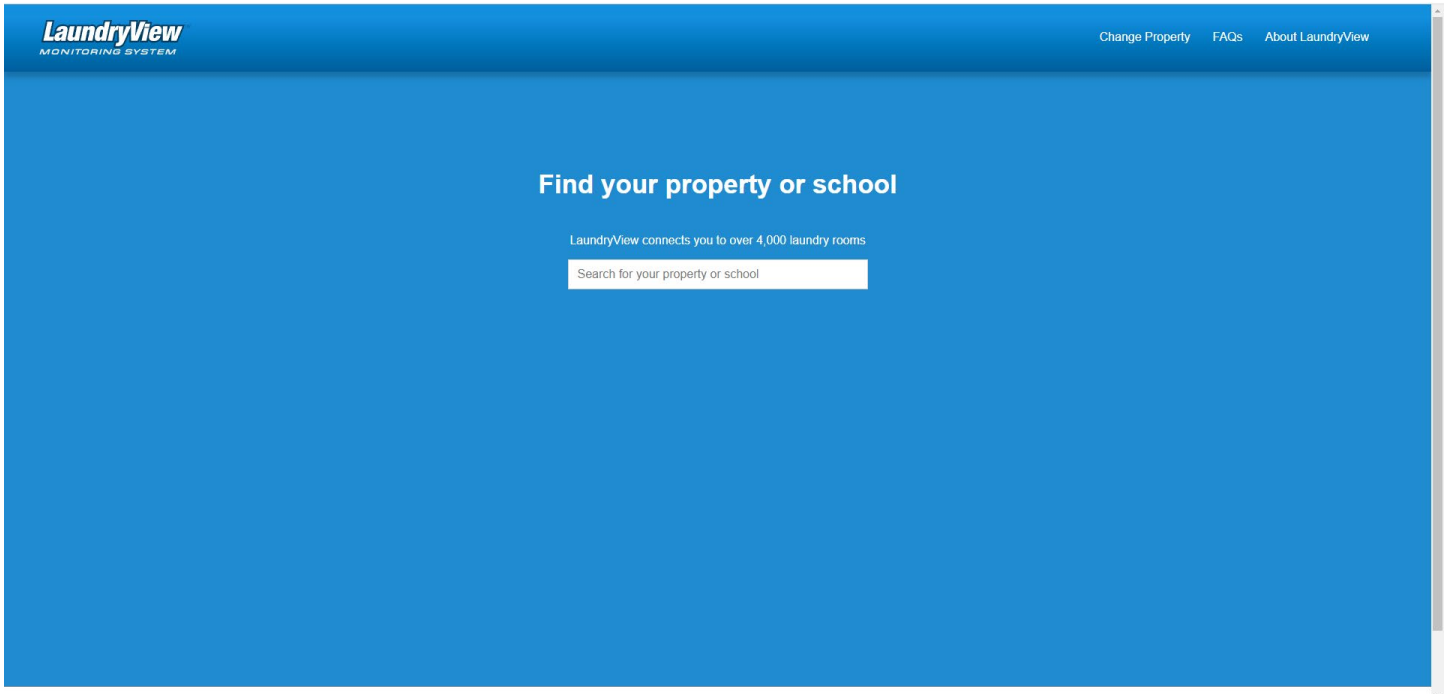 LaundryView
MONITORING SYSTEM
Change Property FAQs About LaundryView
Find your property or school
LaundryView connects you to over 4,000 laundry rooms
Search for your property or school